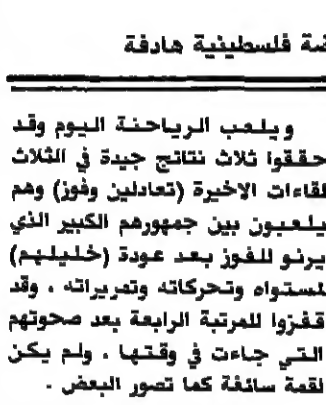 ضة فلسطينية هادفة
ويلعب الرياحنة اليوم وقد
حققوا ثلاث نتائج جيدة في الثلاث
لقاءات الاخيرة (تعادلين وفوز) وهم
يلعبون بين جمهورهم الكبير الذي
يرنو للفوز بعد عودة (خليليهم)
لمستواه وتحركاته وتمريراته . وقد
قفزوا للمرتبة الرابعة بعد صحوتهم
التي جاءت في وقتها . ولم يكن
لقمة سائغة كما تصور البعض .